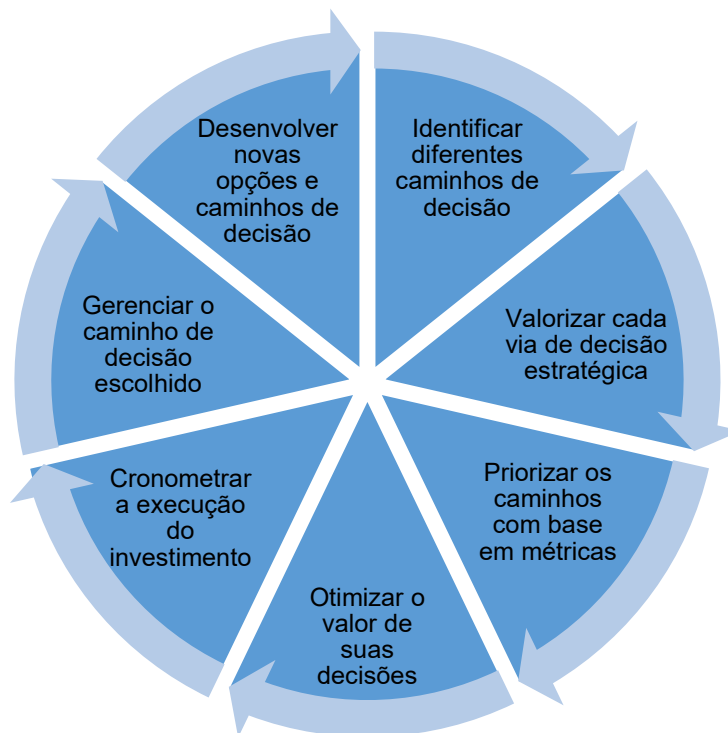 Identificar
diferentes
caminhos de
decisão
Valorizar cada
via de decisão
estratégica
Priorizar os
caminhos
com base
em métricas
Otimizar o
valor de
suas
decisões
Cronometrar
a execução
do
investimento
Gerenciar o
caminho de
decisão
escolhido
Desenvolver
novas
opções e
caminhos de
decisão